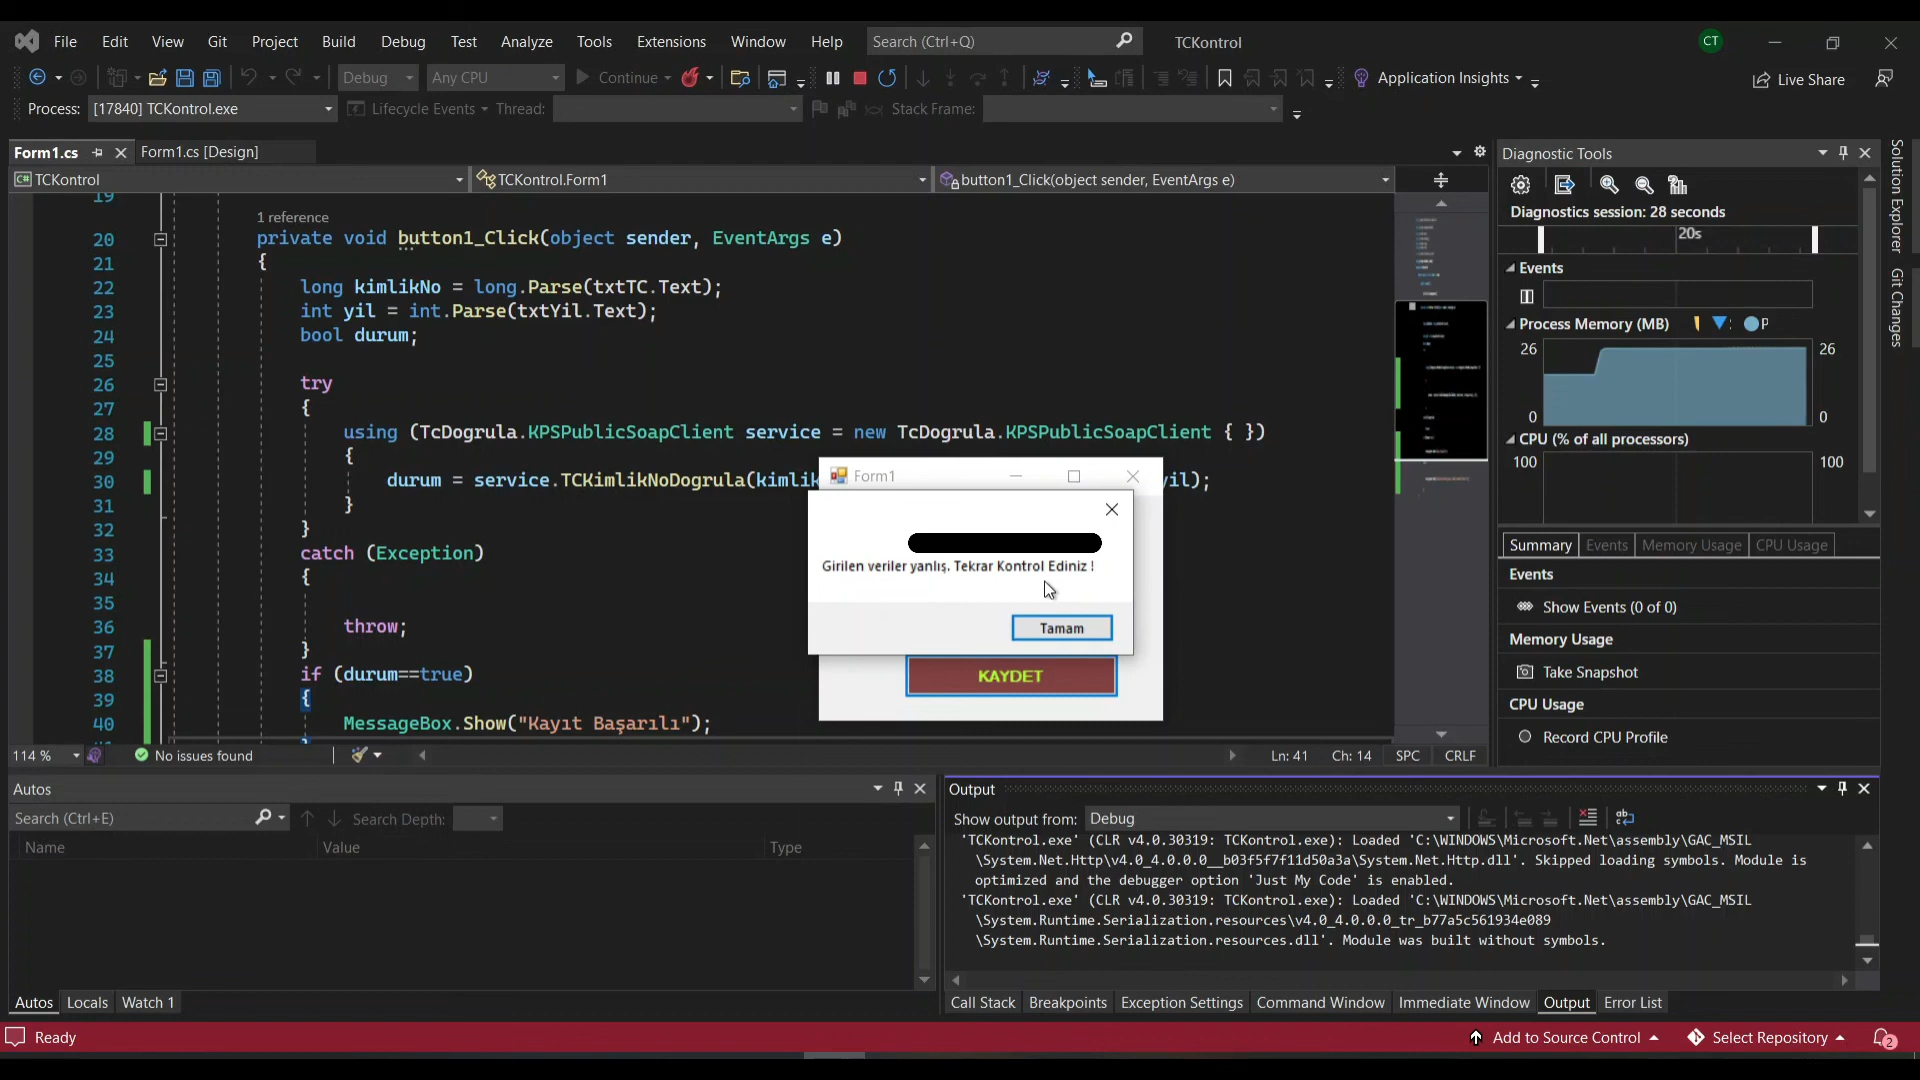 File Edit View Git Project Build Debug Test Analyze Tools Extensions Window Help Search (Ctrl+Q) TCKontrol CT
Debug Any CPU Continue Application Insights Live Share
Process: [17840] TCKontrol.exe Lifecycle Events Thread: Stack Frame:
Form1.cs Form1.cs [Design]
TCKontrol TCKontrol.Form1 button1_Click(object sender, EventArgs e)
19
1 reference
20 private void button1_Click(object sender, EventArgs e)
21 {
22 long kimlikNo = long.Parse(txtTC.Text);
23 int yil = int.Parse(txtYil.Text);
24 bool durum;
25
26 try
27 {
28 using (TcDogrula.KPSPublicSoapClient service = new TcDogrula.KPSPublicSoapClient { })
29 {
30 durum = service.TCKimlikNoDogrula(kimlik yil);
31 }
32 }
33 catch (Exception)
34 {
35
36 throw;
37 }
38 if (durum==true)
39 {
40 MessageBox.Show("Kayıt Başarılı");
Form1
Girilen veriler yanlış. Tekrar Kontrol Ediniz !
Tamam
KAYDET
114 % No issues found Ln: 41 Ch: 14 SPC CRLF
Diagnostic Tools
Diagnostics session: 28 seconds
20s
Events
Process Memory (MB) P
26 26
0 0
CPU (% of all processors)
100 100
Summary Events Memory Usage CPU Usage
Events
Show Events (0 of 0)
Memory Usage
Take Snapshot
CPU Usage
Record CPU Profile
Solution Explorer
Git Changes
Autos
Search (Ctrl+E) Search Depth:
Name Value Type
Autos Locals Watch 1
Output
Show output from: Debug
'TCKontrol.exe' (CLR v4.0.30319: TCKontrol.exe): Loaded 'C:\WINDOWS\Microsoft.Net\assembly\GAC_MSIL
\System.Net.Http\v4.0_4.0.0.0__b03f5f7f11d50a3a\System.Net.Http.dll'. Skipped loading symbols. Module is
optimized and the debugger option 'Just My Code' is enabled.
'TCKontrol.exe' (CLR v4.0.30319: TCKontrol.exe): Loaded 'C:\WINDOWS\Microsoft.Net\assembly\GAC_MSIL
\System.Runtime.Serialization.resources\v4.0_4.0.0.0_tr_b77a5c561934e089
\System.Runtime.Serialization.resources.dll'. Module was built without symbols.
Call Stack Breakpoints Exception Settings Command Window Immediate Window Output Error List
Ready Add to Source Control Select Repository 2